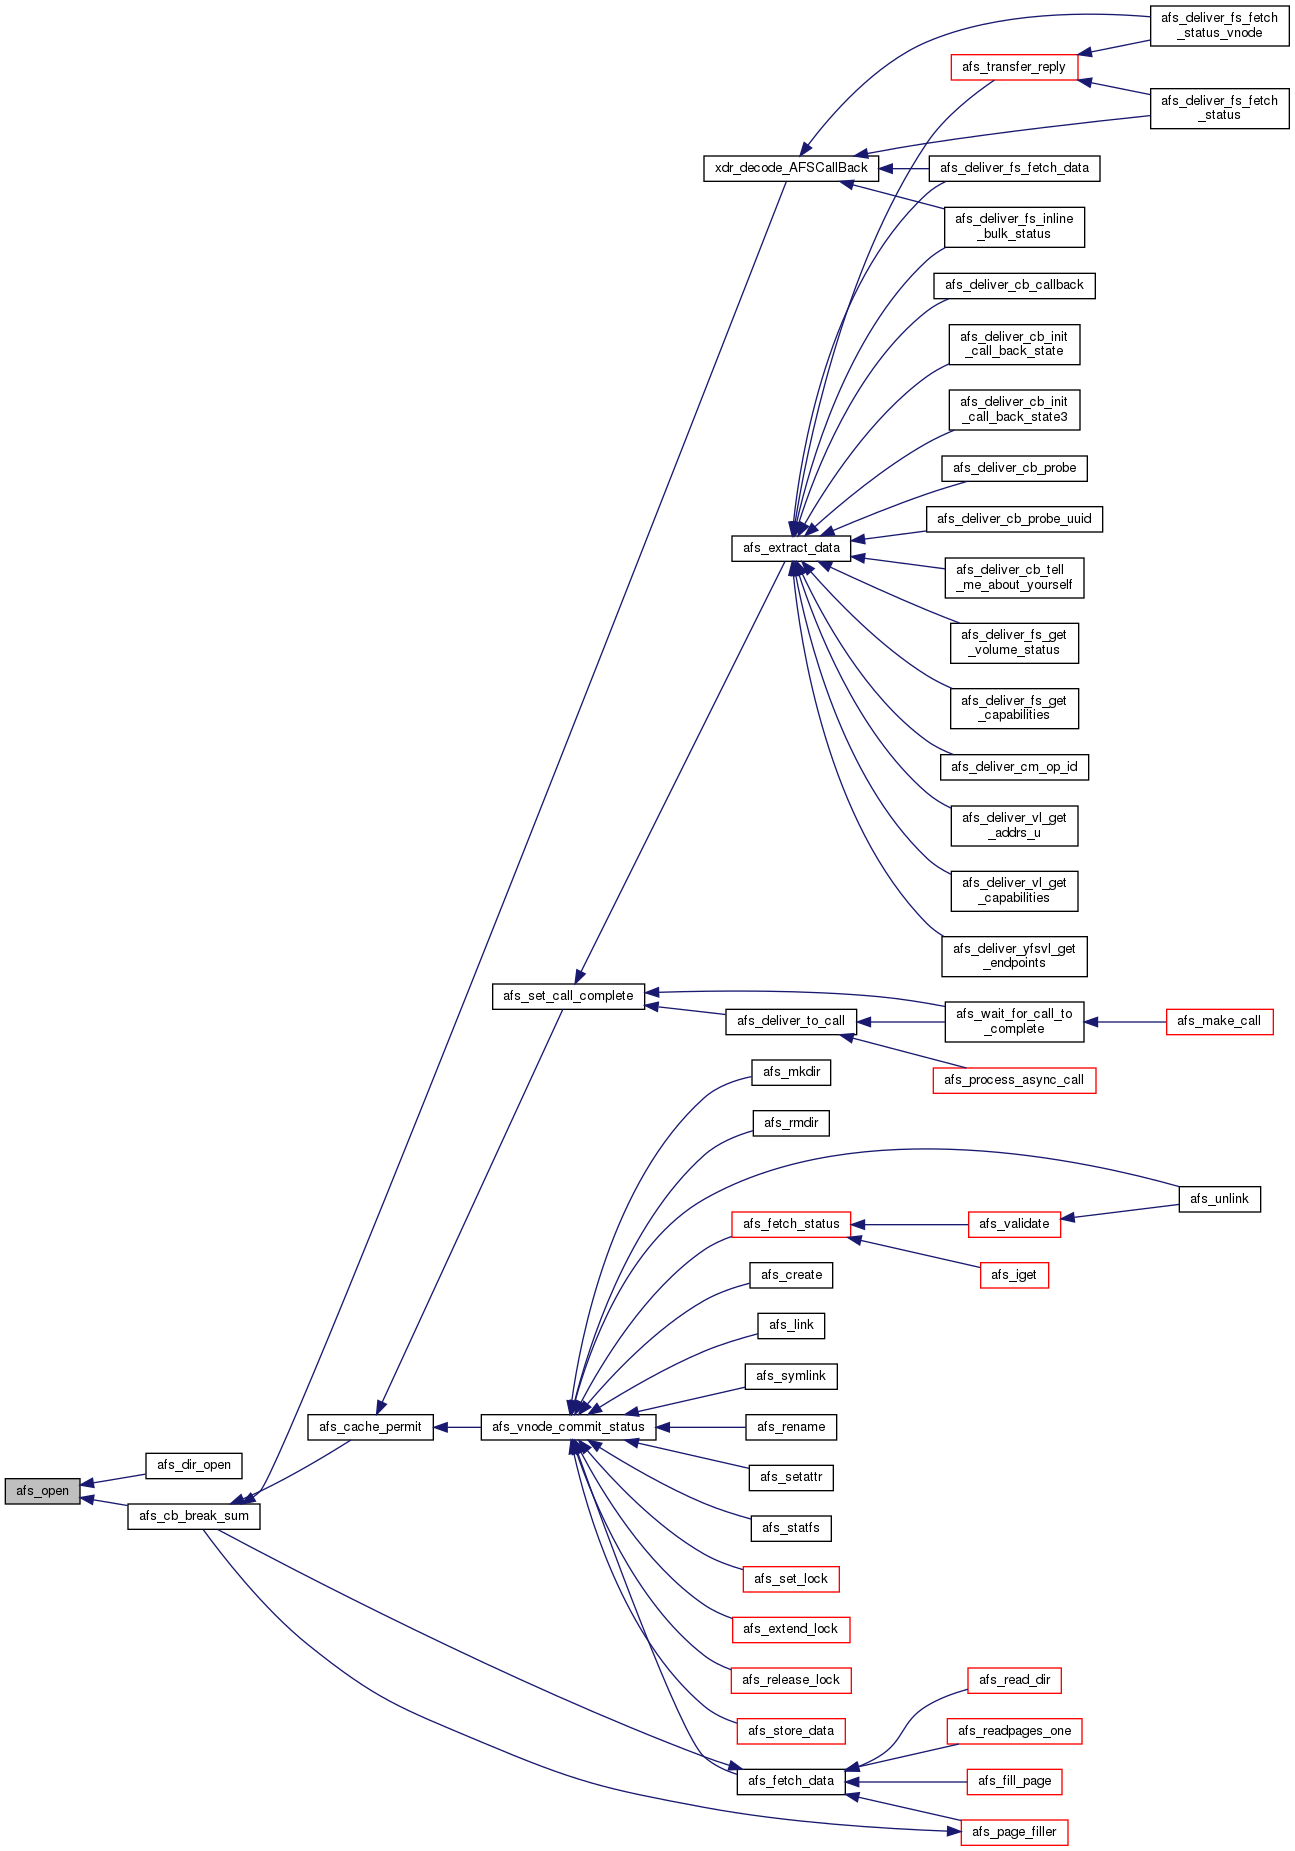 afs_deliver_fs_fetch
_status_vnode
afs_transfer_reply
afs_deliver_fs_fetch
_status
xdr_decode_AFSCallBack
afs_deliver_fs_fetch_data
afs_deliver_fs_inline
_bulk_status
afs_deliver_cb_callback
afs_deliver_cb_init
_call_back_state
afs_deliver_cb_init
_call_back_state3
afs_deliver_cb_probe
afs_deliver_cb_probe_uuid
afs_extract_data
afs_deliver_cb_tell
_me_about_yourself
afs_deliver_fs_get
_volume_status
afs_deliver_fs_get
_capabilities
afs_deliver_cm_op_id
afs_deliver_vl_get
_addrs_u
afs_deliver_vl_get
_capabilities
afs_deliver_yfsvl_get
_endpoints
afs_set_call_complete
afs_wait_for_call_to
_complete
afs_deliver_to_call
afs_make_call
afs_process_async_call
afs_mkdir
afs_rmdir
afs_unlink
afs_fetch_status
afs_validate
afs_iget
afs_create
afs_link
afs_symlink
afs_cache_permit
afs_vnode_commit_status
afs_rename
afs_dir_open
afs_setattr
afs_open
afs_cb_break_sum
afs_statfs
afs_set_lock
afs_extend_lock
afs_release_lock
afs_read_dir
afs_store_data
afs_readpages_one
afs_fetch_data
afs_fill_page
afs_page_filler